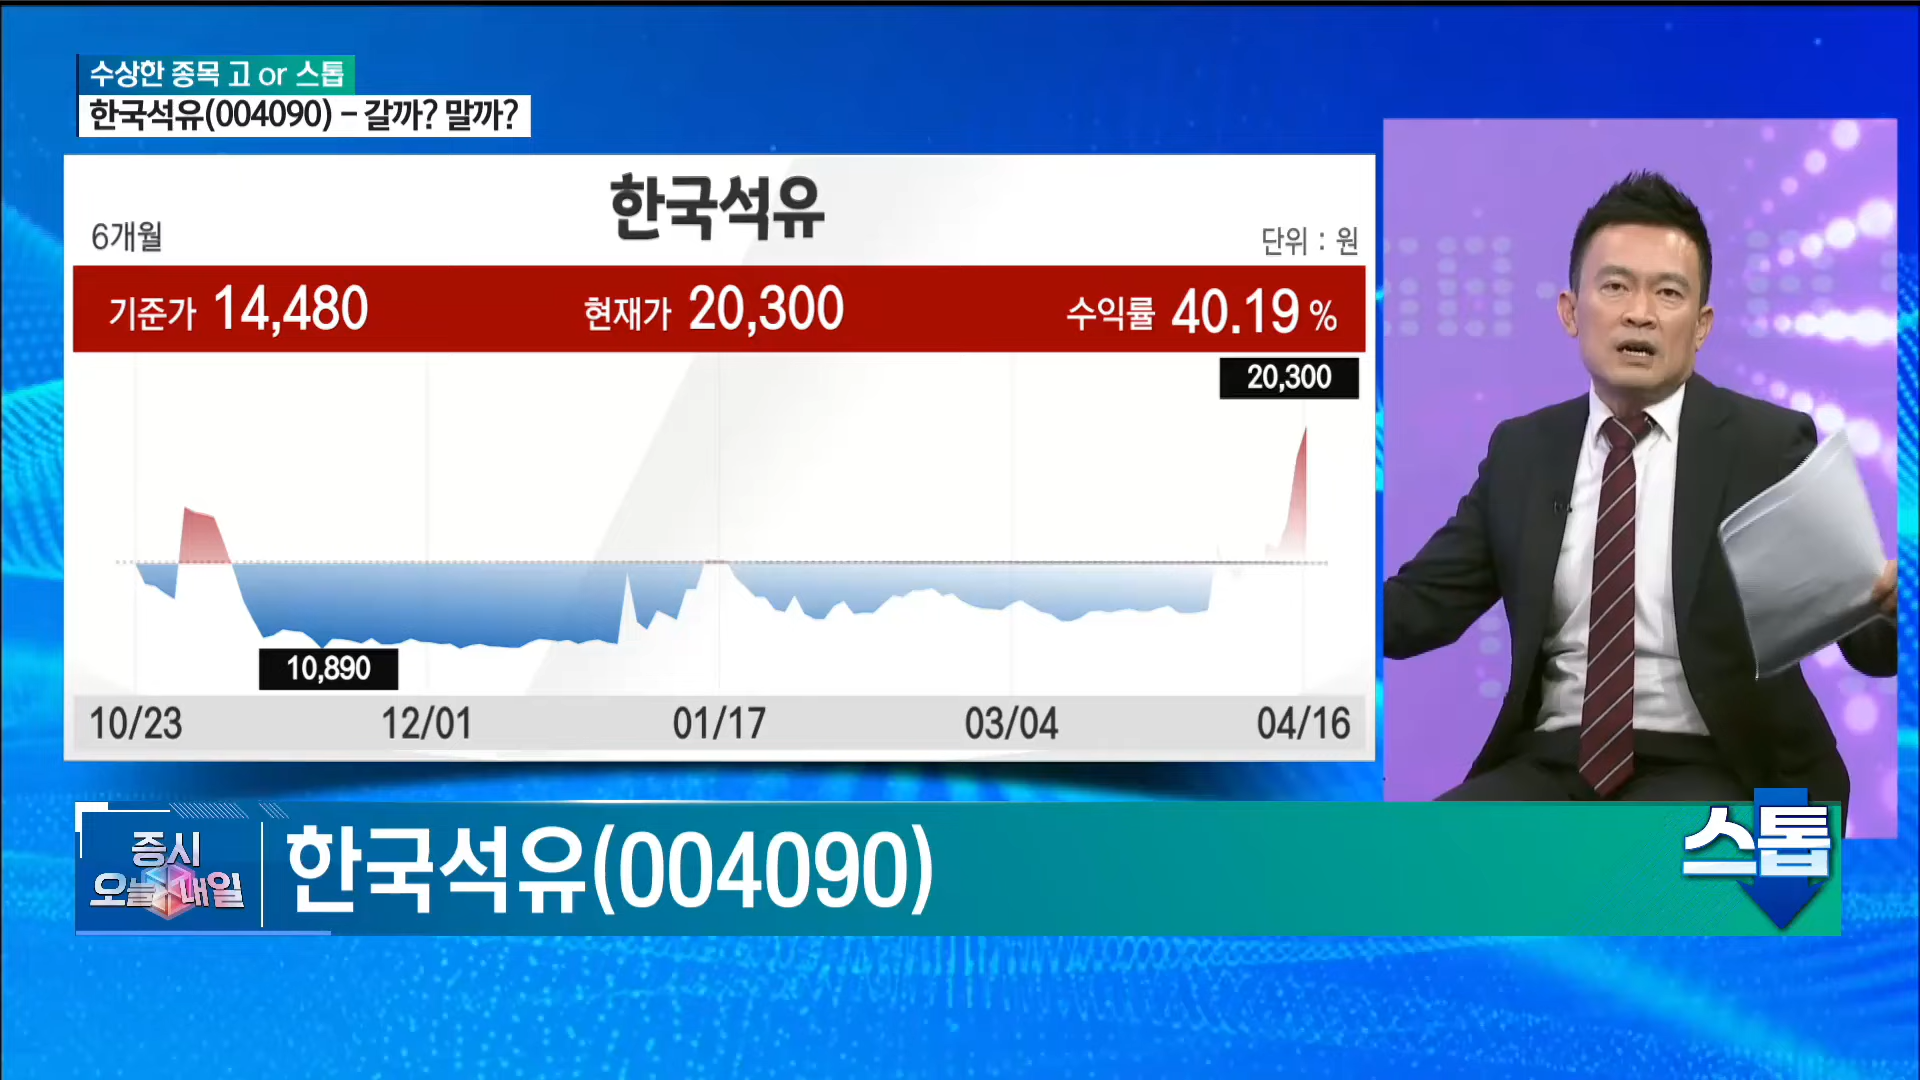 수상한 종목 고 or 스톱
한국석유(004090) - 갈까? 말까?
한국석유
6개월
단위 : 원
기준가 14,480 현재가 20,300 수익률 40.19 %
20,300
10,890
10/23 12/01 01/17 03/04 04/16
증시
오늘 내일
한국석유(004090)
스톱